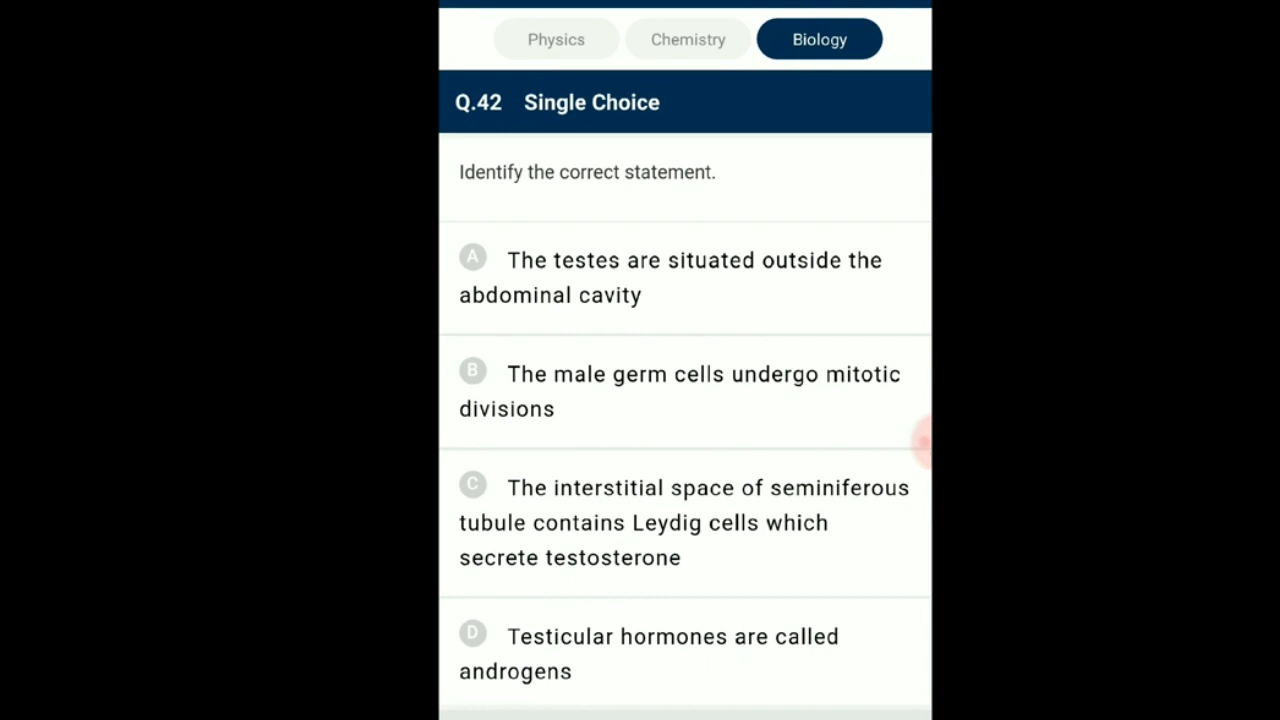 Physics Chemistry Biology
Q.42 Single Choice
Identify the correct statement.
A The testes are situated outside the
abdominal cavity
B The male germ cells undergo mitotic
divisions
C The interstitial space of seminiferous
tubule contains Leydig cells which
secrete testosterone
D Testicular hormones are called
androgens